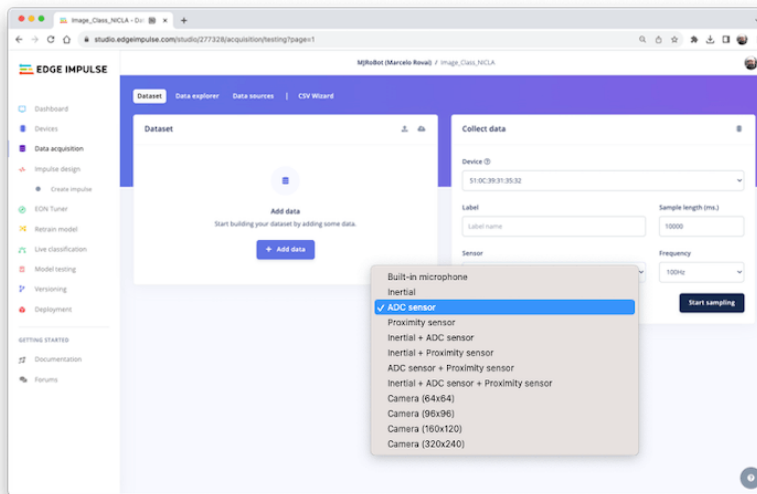 Image_Class_NICLA - Dat
studio.edgeimpulse.com/studio/277328/acquisition/testing?page=1
EDGE IMPULSE
MJRoBot (Marcelo Rovai) / Image_Class_NICLA
Dashboard
Devices
Data acquisition
Impulse design
Create impulse
EON Tuner
Retrain model
Live classification
Model testing
Versioning
Deployment
GETTING STARTED
Documentation
Forums
Dataset Data explorer Data sources | CSV Wizard
Dataset
Add data
Start building your dataset by adding some data.
+ Add data
Collect data
Device
51:0C:39:31:35:32
Label Sample length (ms.)
Label name 10000
Sensor Frequency
100Hz
Start sampling
Built-in microphone
Inertial
✓ ADC sensor
Proximity sensor
Inertial + ADC sensor
Inertial + Proximity sensor
ADC sensor + Proximity sensor
Inertial + ADC sensor + Proximity sensor
Camera (64x64)
Camera (96x96)
Camera (160x120)
Camera (320x240)